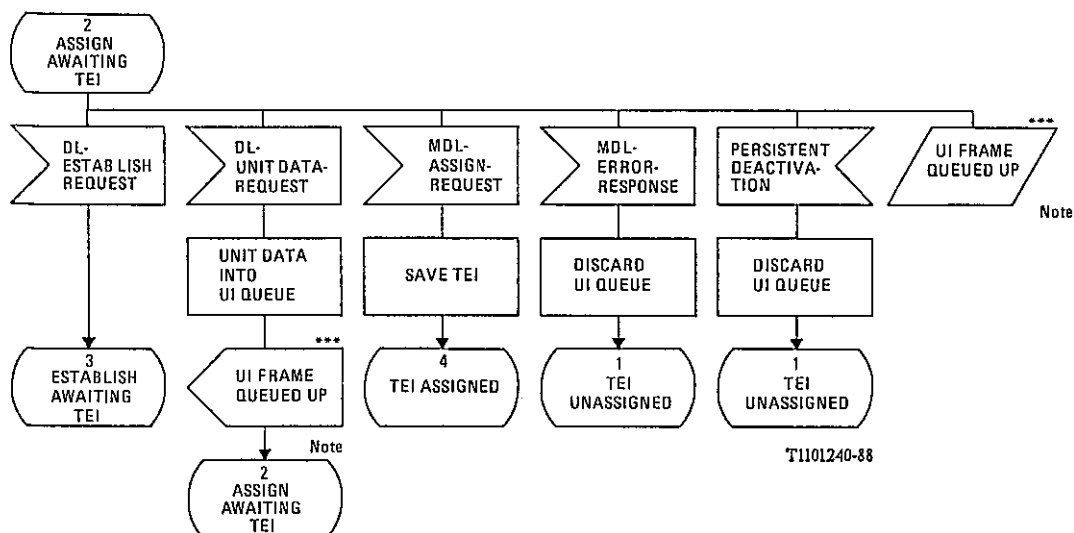 2
ASSIGN
AWAITING
TEI
DL-
ESTABLISH
REQUEST
DL-
UNIT DATA-
REQUEST
MDL-
ASSIGN-
REQUEST
MDL-
ERROR-
RESPONSE
PERSISTENT
DEACTIVA-
TION
***
UI FRAME
QUEUED UP
Note
UNIT DATA
INTO
UI QUEUE
SAVE TEI
DISCARD
UI QUEUE
DISCARD
UI QUEUE
3
ESTABLISH
AWAITING
TEI
***
UI FRAME
QUEUED UP
Note
4
TEI ASSIGNED
1
TEI
UNASSIGNED
1
TEI
UNASSIGNED
T1101240-88
2
ASSIGN
AWAITING
TEI